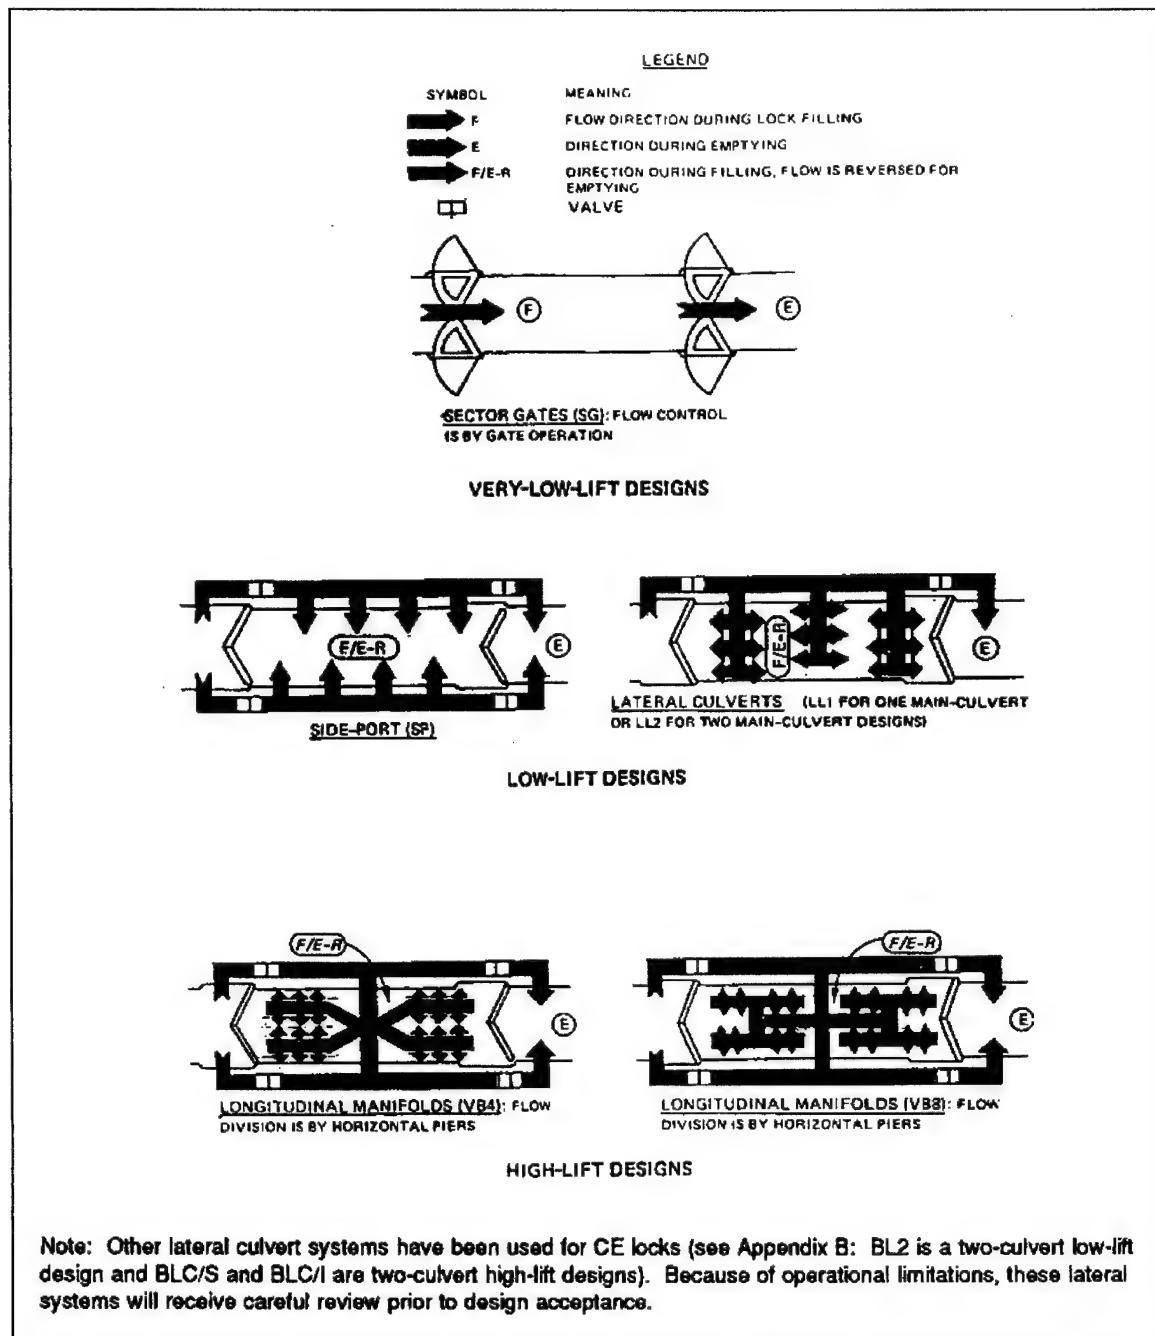 LEGEND
SYMBOL MEANING
F FLOW DIRECTION DURING LOCK FILLING
E DIRECTION DURING EMPTYING
F/E-R DIRECTION DURING FILLING, FLOW IS REVERSED FOR
EMPTYING
VALVE
F E
SECTOR GATES (SG): FLOW CONTROL
IS BY GATE OPERATION
VERY-LOW-LIFT DESIGNS
F/E-R E F/E-R E
SIDE-PORT (SP)
LATERAL CULVERTS (LL1 FOR ONE MAIN-CULVERT
OR LL2 FOR TWO MAIN-CULVERT DESIGNS)
LOW-LIFT DESIGNS
F/E-R F/E-R
E E
LONGITUDINAL MANIFOLDS (VB4): FLOW
DIVISION IS BY HORIZONTAL PIERS
LONGITUDINAL MANIFOLDS (VB8): FLOW
DIVISION IS BY HORIZONTAL PIERS
HIGH-LIFT DESIGNS
Note: Other lateral culvert systems have been used for CE locks (see Appendix B: BL2 is a two-culvert low-lift
design and BLC/S and BLC/I are two-culvert high-lift designs). Because of operational limitations, these lateral
systems will receive careful review prior to design acceptance.